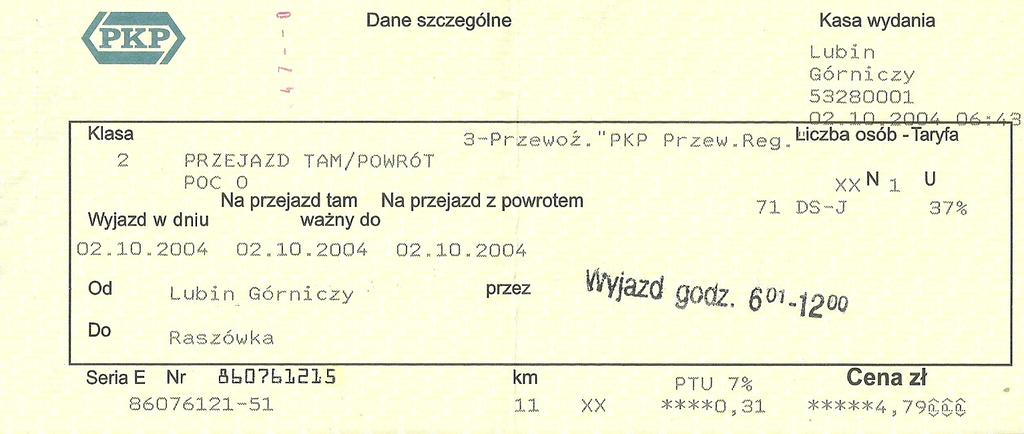 PKP
47--0
Dane szczególne
Kasa wydania
Lubin
Górniczy
53280001
02.10.2004 06:43
Klasa
3-Przewoź."PKP Przew.Reg."
Liczba osób - Taryfa
2 PRZEJAZD TAM/POWRÓT
POC O
XX N 1 U
Na przejazd tam Na przejazd z powrotem
71 DS-J 37%
Wyjazd w dniu ważny do
02.10.2004 02.10.2004 02.10.2004
Od Lubin Górniczy przez Wyjazd godz. 6 01-12 00
Do Raszówka
Seria E Nr 860761215 km PTU 7% Cena zł
86076121-51 11 XX ****0,31 *****4,79